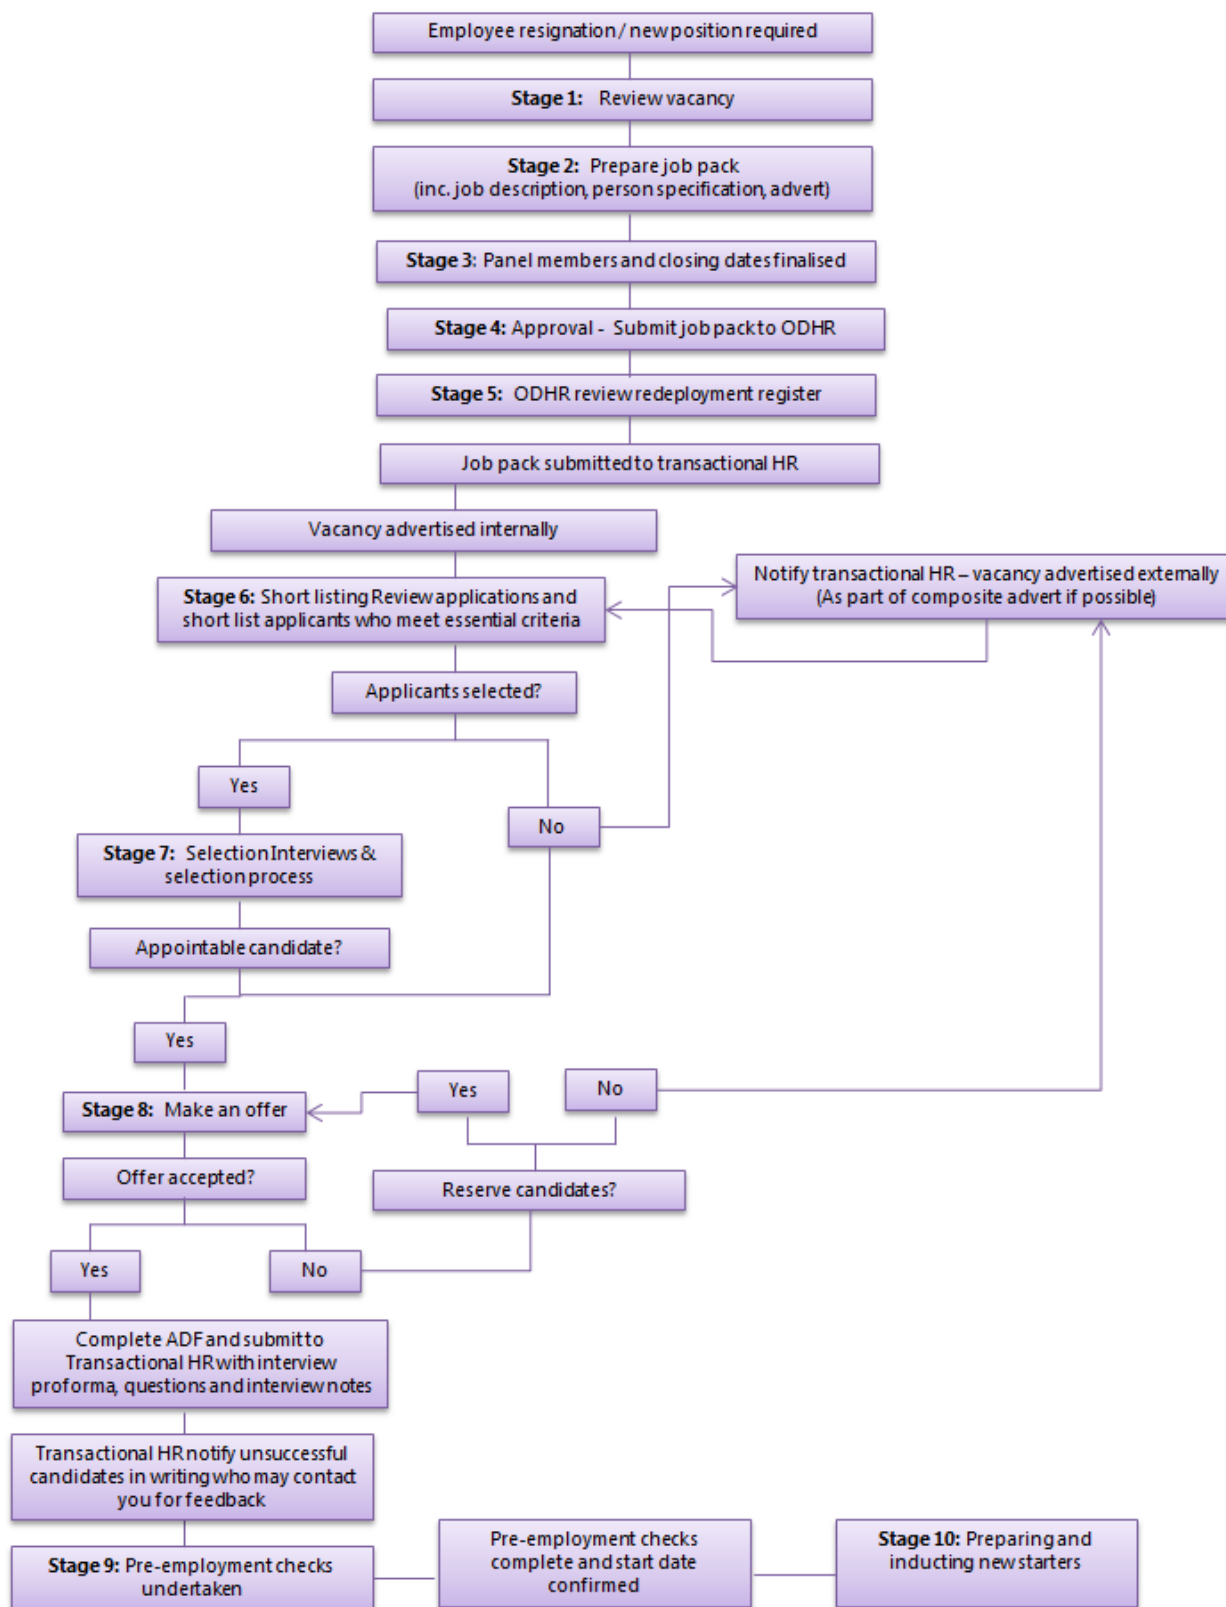 Employee resignation / new position required
Stage 1: Review vacancy
Stage 2: Prepare job pack
(inc. job description, person specification, advert)
Stage 3: Panel members and closing dates finalised
Stage 4: Approval - Submit job pack to ODHR
Stage 5: ODHR review redeployment register
Job pack submitted to transactional HR
Vacancy advertised internally
Notify transactional HR – vacancy advertised externally
(As part of composite advert if possible)
Stage 6: Short listing Review applications and
short list applicants who meet essential criteria
Applicants selected?
Yes
No
Stage 7: Selection Interviews &
selection process
Appointable candidate?
Yes
Yes
No
Stage 8: Make an offer
Offer accepted?
Reserve candidates?
Yes
No
Complete ADF and submit to
Transactional HR with interview
proforma, questions and interview notes
Transactional HR notify unsuccessful
candidates in writing who may contact
you for feedback
Stage 9: Pre-employment checks
undertaken
Pre-employment checks
complete and start date
confirmed
Stage 10: Preparing and
inducting new starters